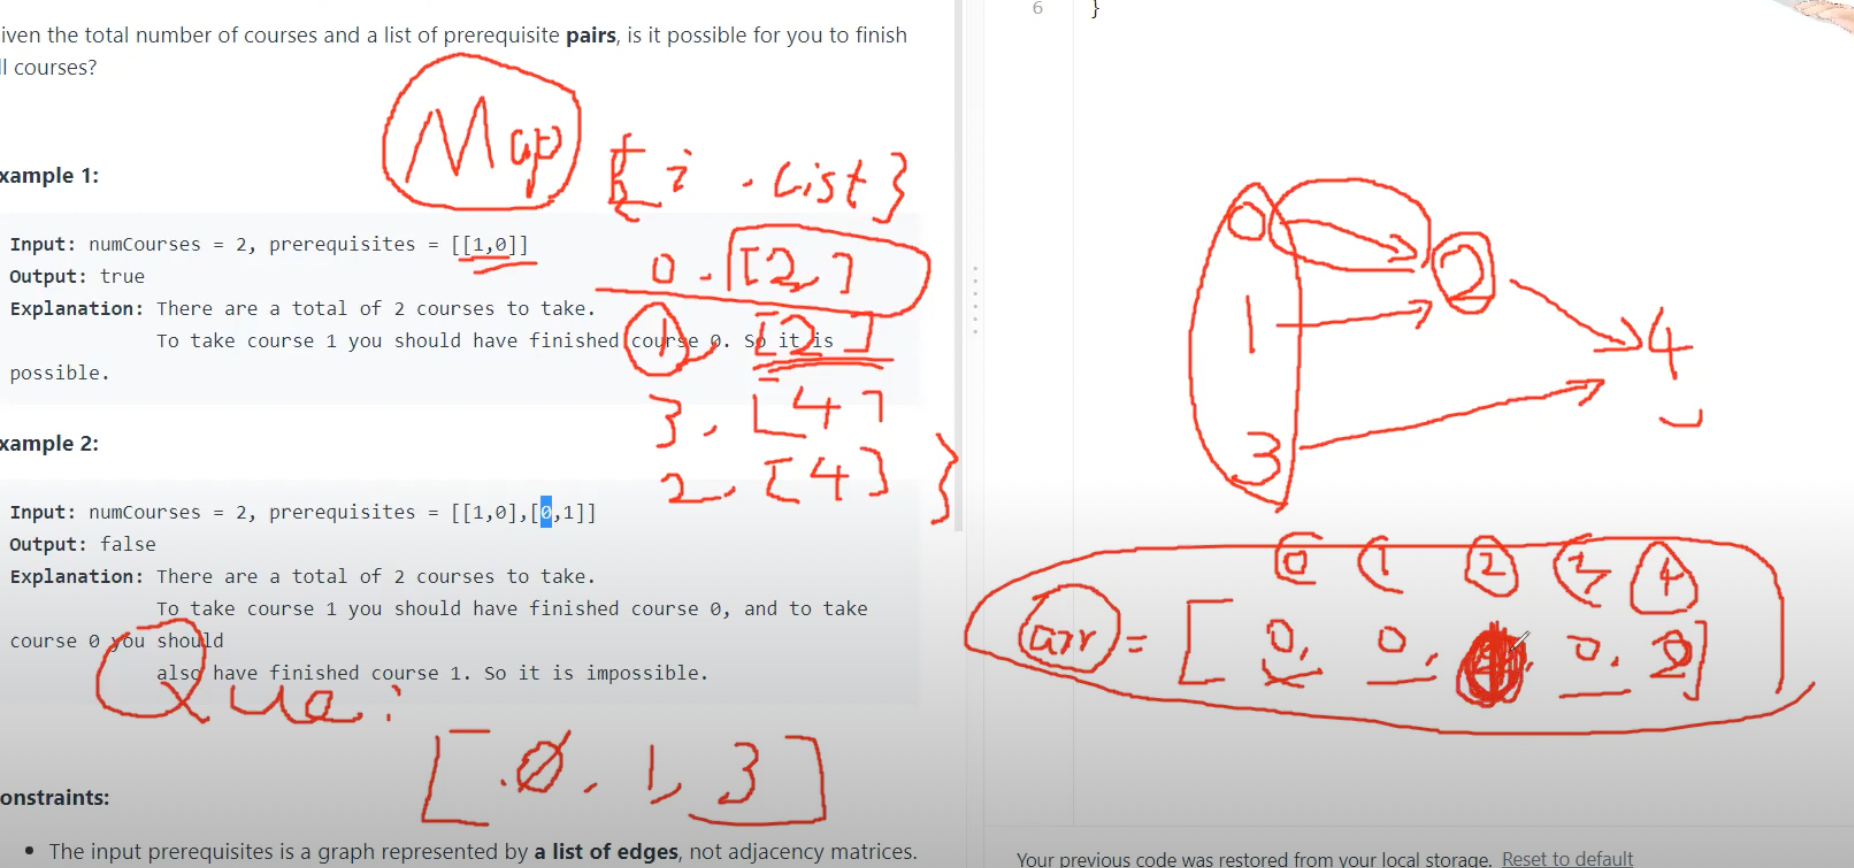 iven the total number of courses and a list of prerequisite pairs, is it possible for you to finish
ll courses?
Map { i . List }
xample 1:
Input: numCourses = 2, prerequisites = [[1,0]]
Output: true
Explanation: There are a total of 2 courses to take.
To take course 1 you should have finished course 0. So it is
possible.
0 - [2, ]
1, [2 ]
3, [4 ]
2, [4] }
xample 2:
Input: numCourses = 2, prerequisites = [[1,0],[0,1]]
Output: false
Explanation: There are a total of 2 courses to take.
To take course 1 you should have finished course 0, and to take
course 0 you should
also have finished course 1. So it is impossible.
Que:
[ 0, 1, 3 ]
onstraints:
• The input prerequisites is a graph represented by a list of edges, not adjacency matrices.
6 }
0
2
1
4
3
0 1 2 3 4
arr = [ 0, 0, , 0, 2 ]
Your previous code was restored from your local storage. Reset to default